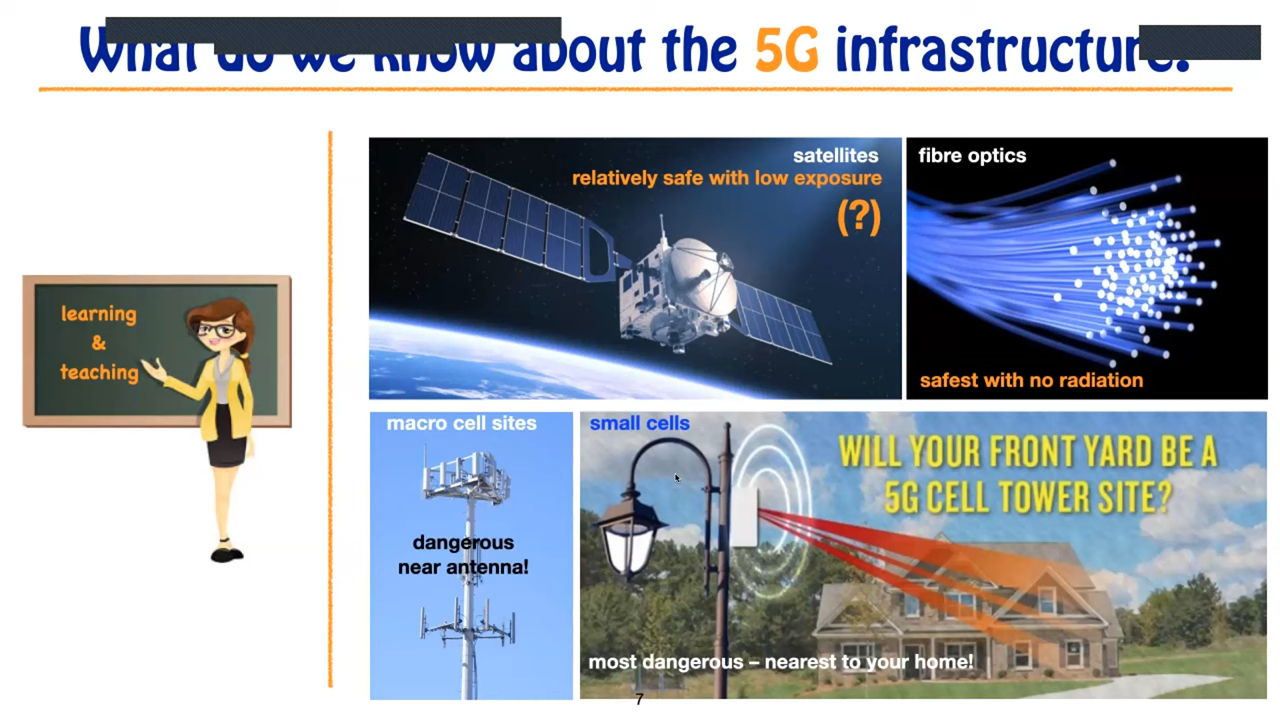 What do we know about the 5G infrastructure?
learning
&
teaching
satellites
relatively safe with low exposure
(?)
fibre optics
safest with no radiation
macro cell sites
dangerous
near antenna!
small cells
WILL YOUR FRONT YARD BE A
5G CELL TOWER SITE?
most dangerous – nearest to your home!
7